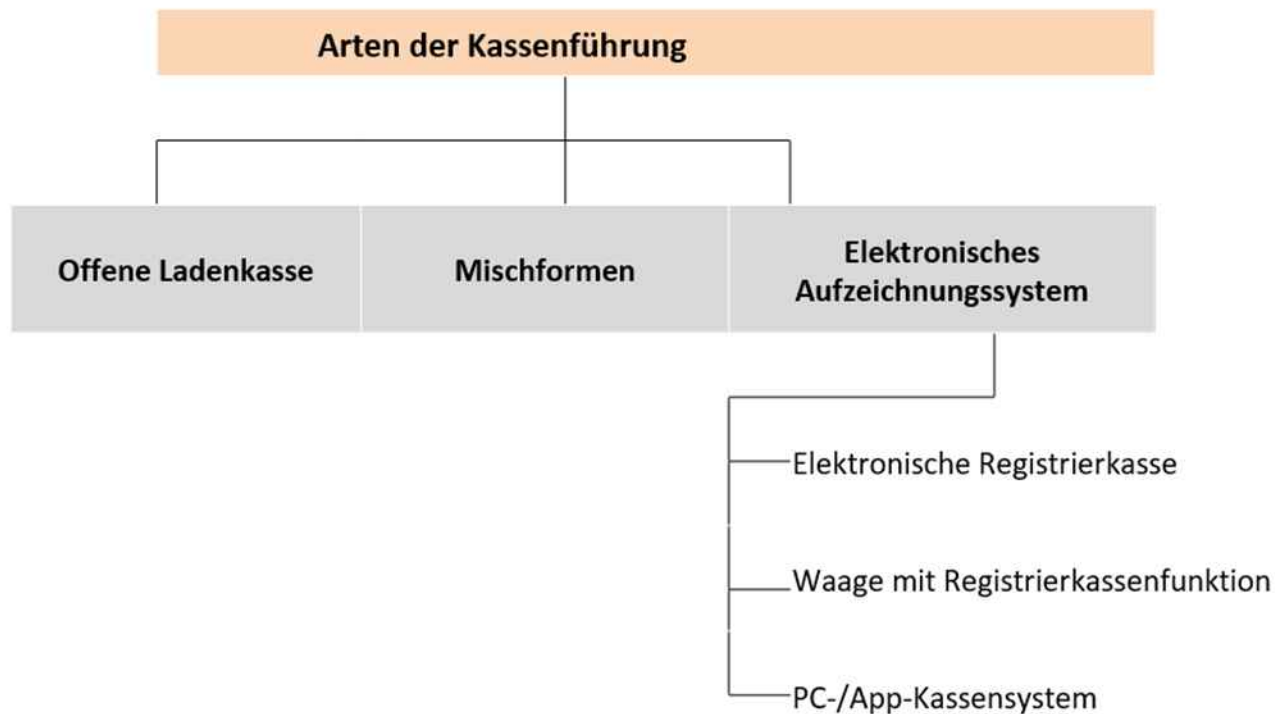 Arten der Kassenführung
Offene Ladenkasse
Mischformen
Elektronisches
Aufzeichnungssystem
Elektronische Registrierkasse
Waage mit Registrierkassenfunktion
PC-/App-Kassensystem